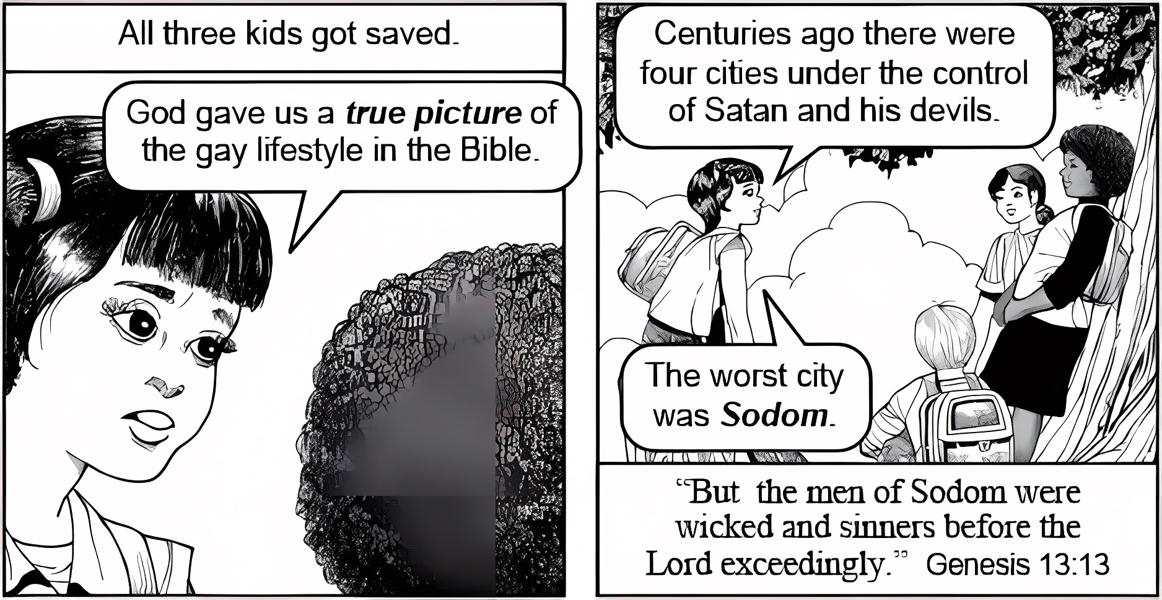 All three kids got saved.
God gave us a true picture of
the gay lifestyle in the Bible.
Centuries ago there were
four cities under the control
of Satan and his devils.
The worst city
was Sodom.
“But the men of Sodom were
wicked and sinners before the
Lord exceedingly.” Genesis 13:13